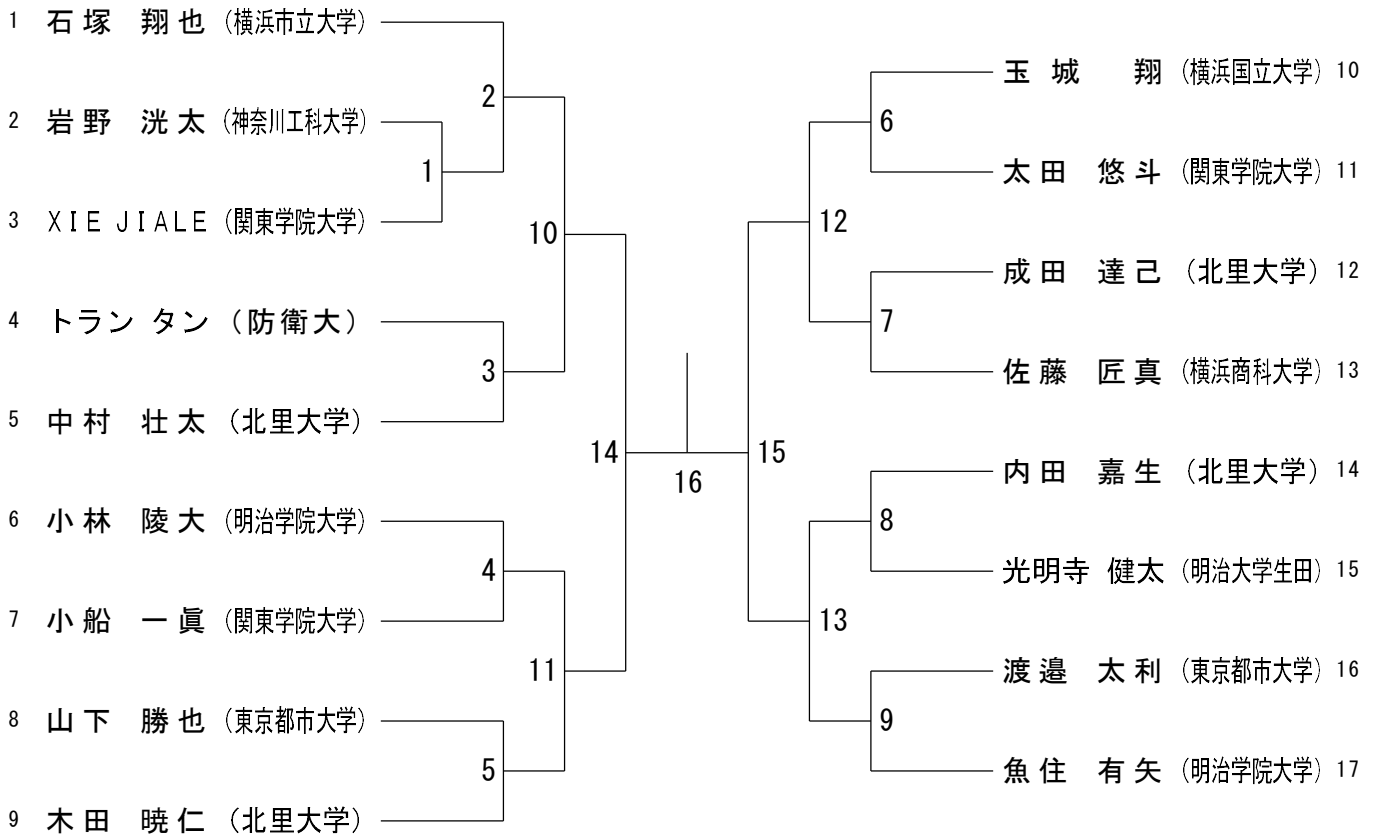 1 石塚 翔也 (横浜市立大学)
2 岩野 洸太 (神奈川工科大学)
3 XIE JIALE (関東学院大学)
4 トラン タン (防衛大)
5 中村 壮太 (北里大学)
6 小林 陵大 (明治学院大学)
7 小船 一眞 (関東学院大学)
8 山下 勝也 (東京都市大学)
9 木田 暁仁 (北里大学)
1
2
3
4
5
10
11
14
16
15
12
13
6
7
8
9
玉城 翔 (横浜国立大学) 10
太田 悠斗 (関東学院大学) 11
成田 達己 (北里大学) 12
佐藤 匠真 (横浜商科大学) 13
内田 嘉生 (北里大学) 14
光明寺 健太 (明治大学生田) 15
渡邉 太利 (東京都市大学) 16
魚住 有矢 (明治学院大学) 17